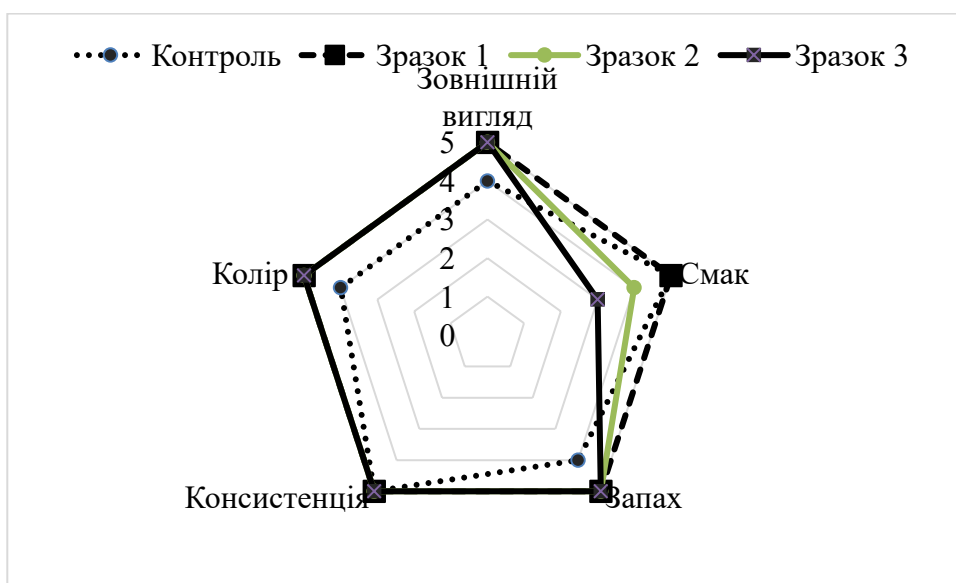 Контроль Зразок 1 Зразок 2 Зразок 3
Зовнішній
вигляд
5
4
3
2
1
0
Колір
Смак
Консистенція
Запах